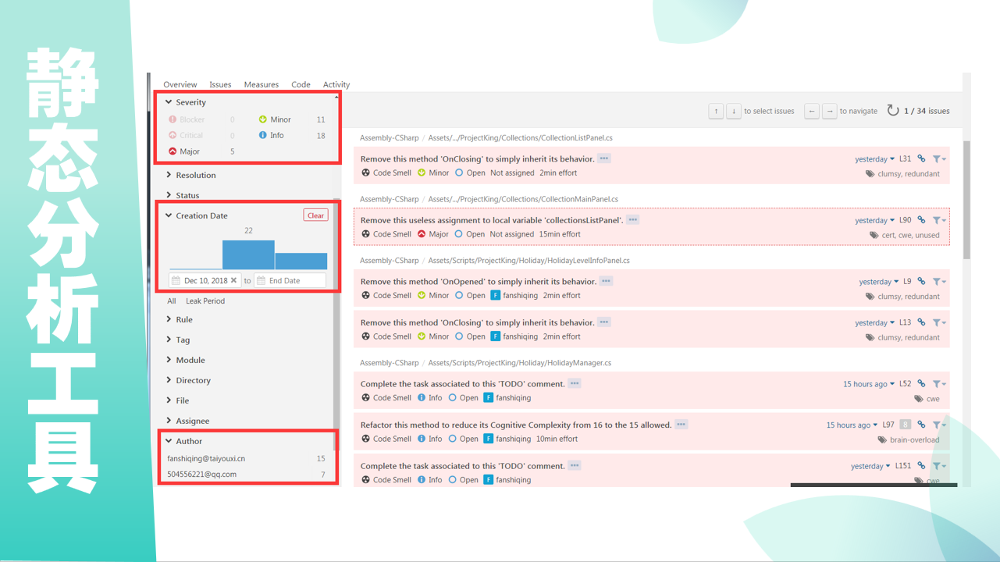 静态分析工具
Overview Issues Measures Code Activity
Severity
Blocker 0 Minor 11
Critical 0 Info 18
Major 5
Resolution
Status
Creation Date Clear
22
Dec 10, 2018 to End Date
All Leak Period
Rule
Tag
Module
Directory
File
Assignee
Author
fanshiqing@taiyouxi.cn 15
504556221@qq.com 7
↑ ↓ to select issues ← → to navigate 1 / 34 issues
Assembly-CSharp / Assets/.../ProjectKing/Collections/CollectionListPanel.cs
Remove this method 'OnClosing' to simply inherit its behavior. yesterday L31
Code Smell Minor Open Not assigned 2min effort clumsy, redundant
Assembly-CSharp / Assets/.../ProjectKing/Collections/CollectionMainPanel.cs
Remove this useless assignment to local variable 'collectionsListPanel'. yesterday L90
Code Smell Major Open Not assigned 15min effort cert, cwe, unused
Assembly-CSharp / Assets/Scripts/ProjectKing/Holiday/HolidayLevelInfoPanel.cs
Remove this method 'OnOpened' to simply inherit its behavior. yesterday L9
Code Smell Minor Open F fanshiqing 2min effort clumsy, redundant
Remove this method 'OnClosing' to simply inherit its behavior. yesterday L13
Code Smell Minor Open F fanshiqing 2min effort clumsy, redundant
Assembly-CSharp / Assets/Scripts/ProjectKing/Holiday/HolidayManager.cs
Complete the task associated to this 'TODO' comment. 15 hours ago L52
Code Smell Info Open F fanshiqing cwe
Refactor this method to reduce its Cognitive Complexity from 16 to the 15 allowed. 15 hours ago L97 8
Code Smell Info Open F fanshiqing 10min effort brain-overload
Complete the task associated to this 'TODO' comment. yesterday L151
Code Smell Info Open F fanshiqing cwe